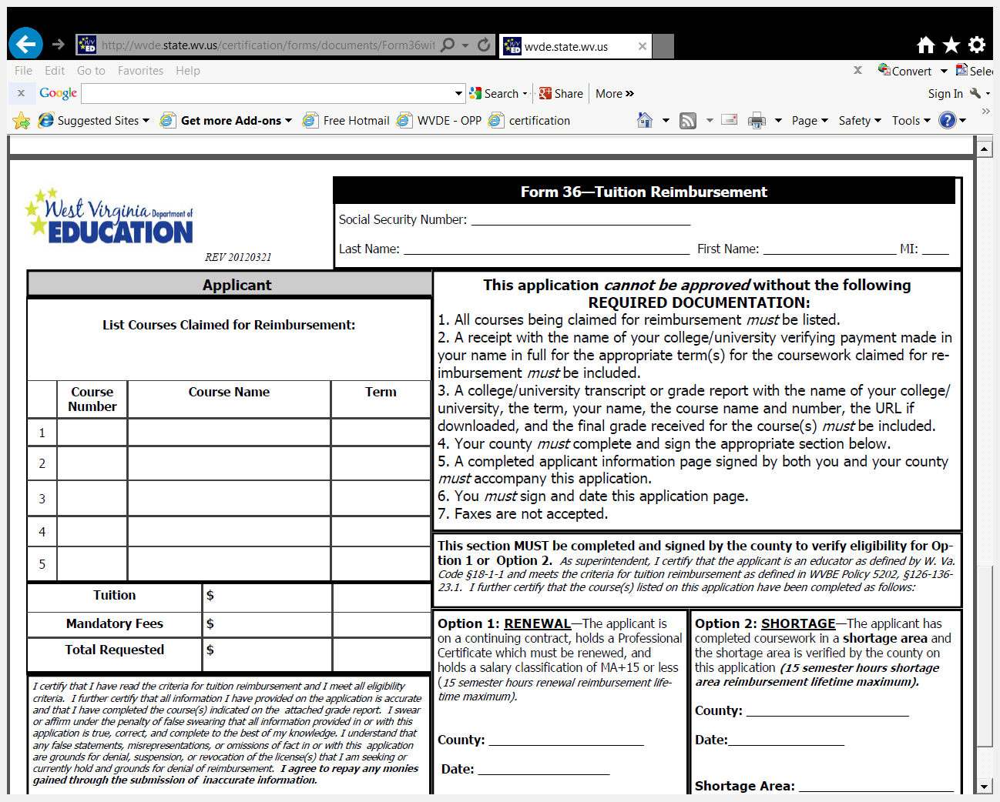 http://wvde.state.wv.us/certification/forms/documents/Form36wit
wvde.state.wv.us
File Edit Go to Favorites Help
x Convert Sele
x Google Search Share More » Sign In
Suggested Sites Get more Add-ons Free Hotmail WVDE - OPP certification Page Safety Tools
West Virginia Department of
EDUCATION
REV 20120321
Form 36—Tuition Reimbursement
Social Security Number: ______________________________
Last Name: _______________________________________ First Name: __________________ MI: ____
Applicant
List Courses Claimed for Reimbursement:
Course Number Course Name Term
1
2
3
4
5
Tuition $
Mandatory Fees $
Total Requested $
I certify that I have read the criteria for tuition reimbursement and I meet all eligibility
criteria. I further certify that all information I have provided on the application is accurate
and that I have completed the course(s) indicated on the attached grade report. I swear
or affirm under the penalty of false swearing that all information provided in or with this
application is true, correct, and complete to the best of my knowledge. I understand that
any false statements, misrepresentations, or omissions of fact in or with this application
are grounds for denial, suspension, or revocation of the license(s) that I am seeking or
currently hold and grounds for denial of reimbursement. I agree to repay any monies
gained through the submission of inaccurate information.
This application cannot be approved without the following
REQUIRED DOCUMENTATION:
1. All courses being claimed for reimbursement must be listed.
2. A receipt with the name of your college/university verifying payment made in
your name in full for the appropriate term(s) for the coursework claimed for re-
imbursement must be included.
3. A college/university transcript or grade report with the name of your college/
university, the term, your name, the course name and number, the URL if
downloaded, and the final grade received for the course(s) must be included.
4. Your county must complete and sign the appropriate section below.
5. A completed applicant information page signed by both you and your county
must accompany this application.
6. You must sign and date this application page.
7. Faxes are not accepted.
This section MUST be completed and signed by the county to verify eligibility for Op-
tion 1 or Option 2. As superintendent, I certify that the applicant is an educator as defined by W. Va.
Code §18-1-1 and meets the criteria for tuition reimbursement as defined in WVBE Policy 5202, §126-136-
23.1. I further certify that the course(s) listed on this application have been completed as follows:
Option 1: RENEWAL—The applicant is
on a continuing contract, holds a Professional
Certificate which must be renewed, and
holds a salary classification of MA+15 or less
(15 semester hours renewal reimbursement life-
time maximum).
County: ______________________
Date: ___________________
Option 2: SHORTAGE—The applicant has
completed coursework in a shortage area and
the shortage area is verified by the county on
this application (15 semester hours shortage
area reimbursement lifetime maximum).
County: _______________________
Date:_________________
Shortage Area: ______________________